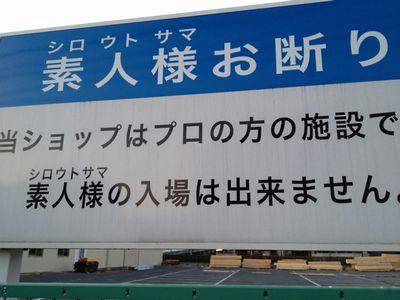 シロウトサマ
素人様お断り
当ショップはプロの方の施設で
シロウトサマ
素人様の入場は出来ません。